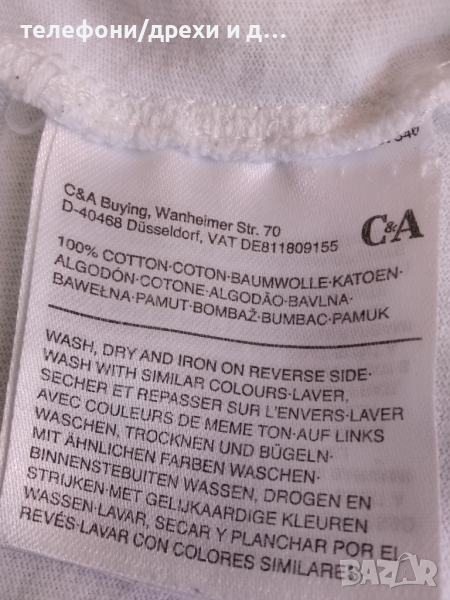 телефони/дрехи и д...
C&A Buying, Wanheimer Str. 70
D-40468 Düsseldorf, VAT DE811809155
C&A
100% COTTON·COTON·BAUMWOLLE·KATOEN·
ALGODÓN·COTONE·ALGODÃO·BAVLNA·
BAWEŁNA·PAMUT·BOMBAŽ·BUMBAC·PAMUK
WASH, DRY AND IRON ON REVERSE SIDE·
WASH WITH SIMILAR COLOURS·LAVER,
SECHER ET REPASSER SUR L'ENVERS·LAVER
AVEC COULEURS DE MEME TON·AUF LINKS
WASCHEN, TROCKNEN UND BÜGELN·
MIT ÄHNLICHEN FARBEN WASCHEN·
BINNENSTEBUITEN WASSEN, DROGEN EN
STRIJKEN·MET GELIJKAARDIGE KLEUREN
WASSEN·LAVAR, SECAR Y PLANCHAR POR EL
REVÉS·LAVAR CON COLORES SIMILARES
BAZAR